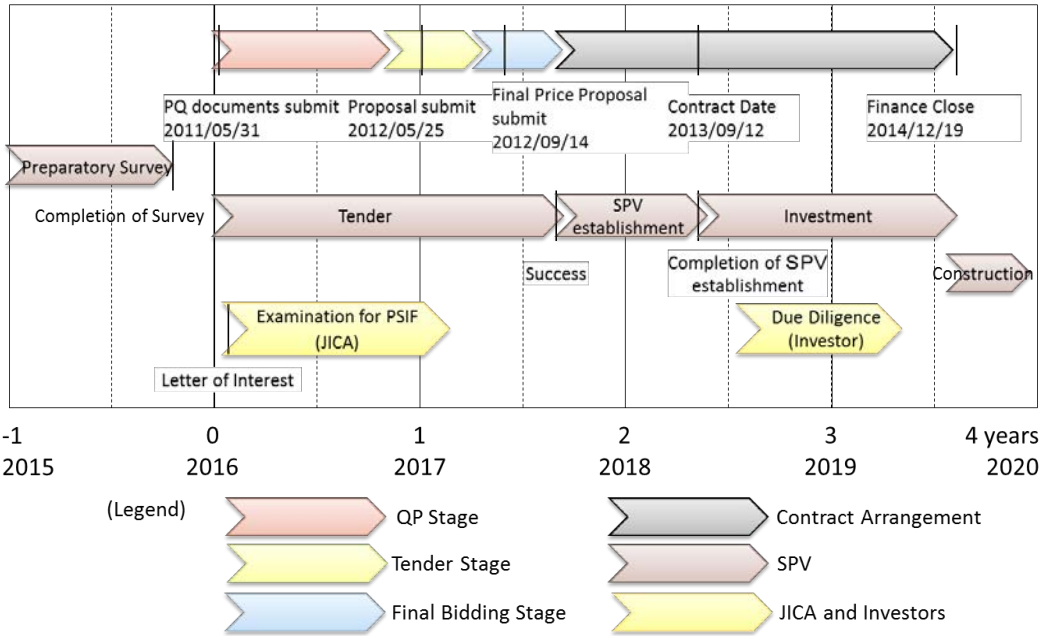 PQ documents submit
2011/05/31
Proposal submit
2012/05/25
Final Price Proposal
submit
2012/09/14
Contract Date
2013/09/12
Finance Close
2014/12/19
Preparatory Survey
Completion of Survey
Tender
SPV
establishment
Investment
Success
Completion of SPV
establishment
Construction
Examination for PSIF
(JICA)
Due Diligence
(Investor)
Letter of Interest
-1 0 1 2 3 4 years
2015 2016 2017 2018 2019 2020
(Legend)
QP Stage
Contract Arrangement
Tender Stage
SPV
Final Bidding Stage
JICA and Investors